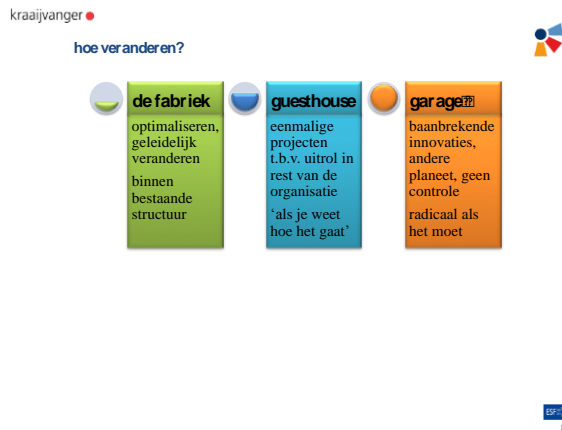 kraaijvanger
hoe veranderen?
de fabriek
optimaliseren,
geleidelijk
veranderen
binnen
bestaande
structuur
guesthouse
eenmalige
projecten
t.b.v. uitrol in
rest van de
organisatie
‘als je weet
hoe het gaat’
garage
baanbrekende
innovaties,
andere
planeet, geen
controle
radicaal als
het moet
ESF